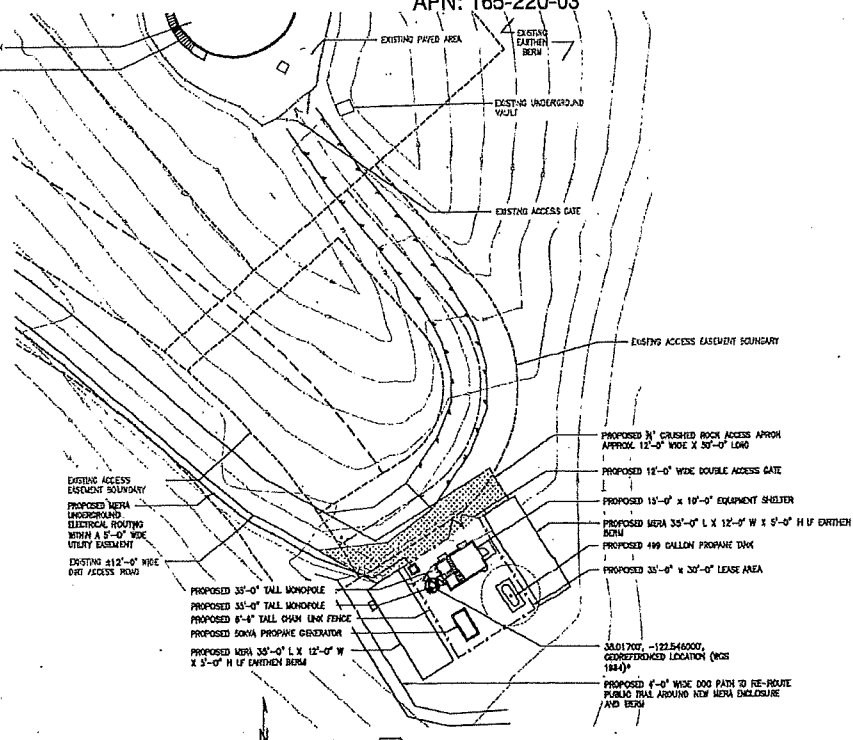 APN: 165-220-03
EXISTING PAVED AREA
EXISTING
EARTHEN
BERM
EXISTING UNDERGROUND
VAULT
EXISTING ACCESS GATE
EXISTING ACCESS EASEMENT BOUNDARY
PROPOSED ¾" CRUSHED ROCK ACCESS APRON
APPROX. 12'-0" WIDE X 50'-0" LONG
PROPOSED 12'-0" WIDE DOUBLE ACCESS GATE
PROPOSED 15'-0" x 10'-0" EQUIPMENT SHELTER
PROPOSED MERA 35'-0" L X 12'-0" W X 5'-0" H LF EARTHEN
BERM
PROPOSED 499 GALLON PROPANE TANK
PROPOSED 35'-0" x 30'-0" LEASE AREA
38.01700°, -122.546000°,
GEOREFERENCED LOCATION (WGS
1984)*
PROPOSED 4'-0" WIDE DOG PATH TO RE-ROUTE
PUBLIC TRAIL AROUND NEW MERA ENCLOSURE
AND BERM
EXISTING ACCESS
EASEMENT BOUNDARY
PROPOSED MERA
UNDERGROUND
ELECTRICAL ROUTING
WITHIN A 5'-0" WIDE
UTILITY EASEMENT
EXISTING ±12'-0" WIDE
DIRT ACCESS ROAD
PROPOSED 35'-0" TALL MONOPOLE
PROPOSED 35'-0" TALL MONOPOLE
PROPOSED TALL CHAIN LINK FENCE
PROPOSED 50KVA PROPANE GENERATOR
PROPOSED MERA 35'-0" L X 12'-0" W
X 5'-0" H LF EARTHEN BERM
N